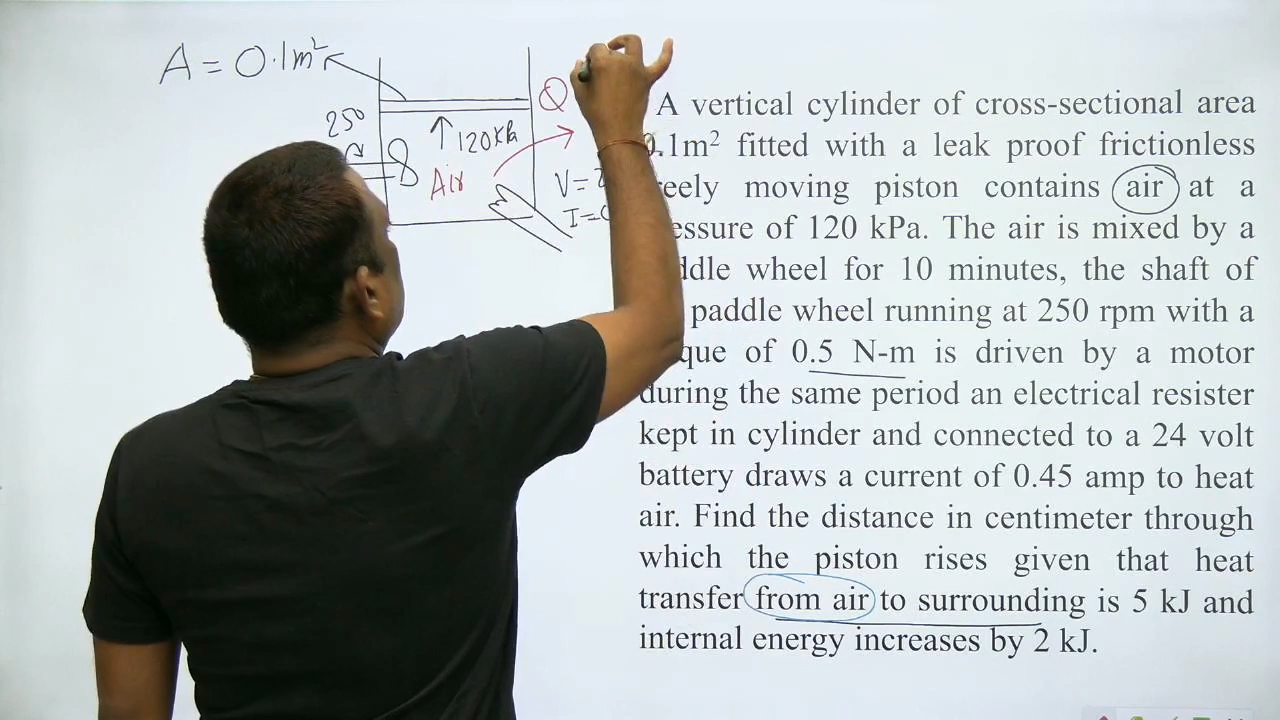 A = 0.1m²
250
120kPa
Air
Q
V=
I=0
A vertical cylinder of cross-sectional area
0.1m² fitted with a leak proof frictionless
moving piston contains air at a
of 120 kPa. The air is mixed by a
wheel for 10 minutes, the shaft of
paddle wheel running at 250 rpm with a
of 0.5 N-m is driven by a motor
during the same period an electrical resister
kept in cylinder and connected to a 24 volt
battery draws a current of 0.45 amp to heat
air. Find the distance in centimeter through
which the piston rises given that heat
transfer from air to surrounding is 5 kJ and
internal energy increases by 2 kJ.